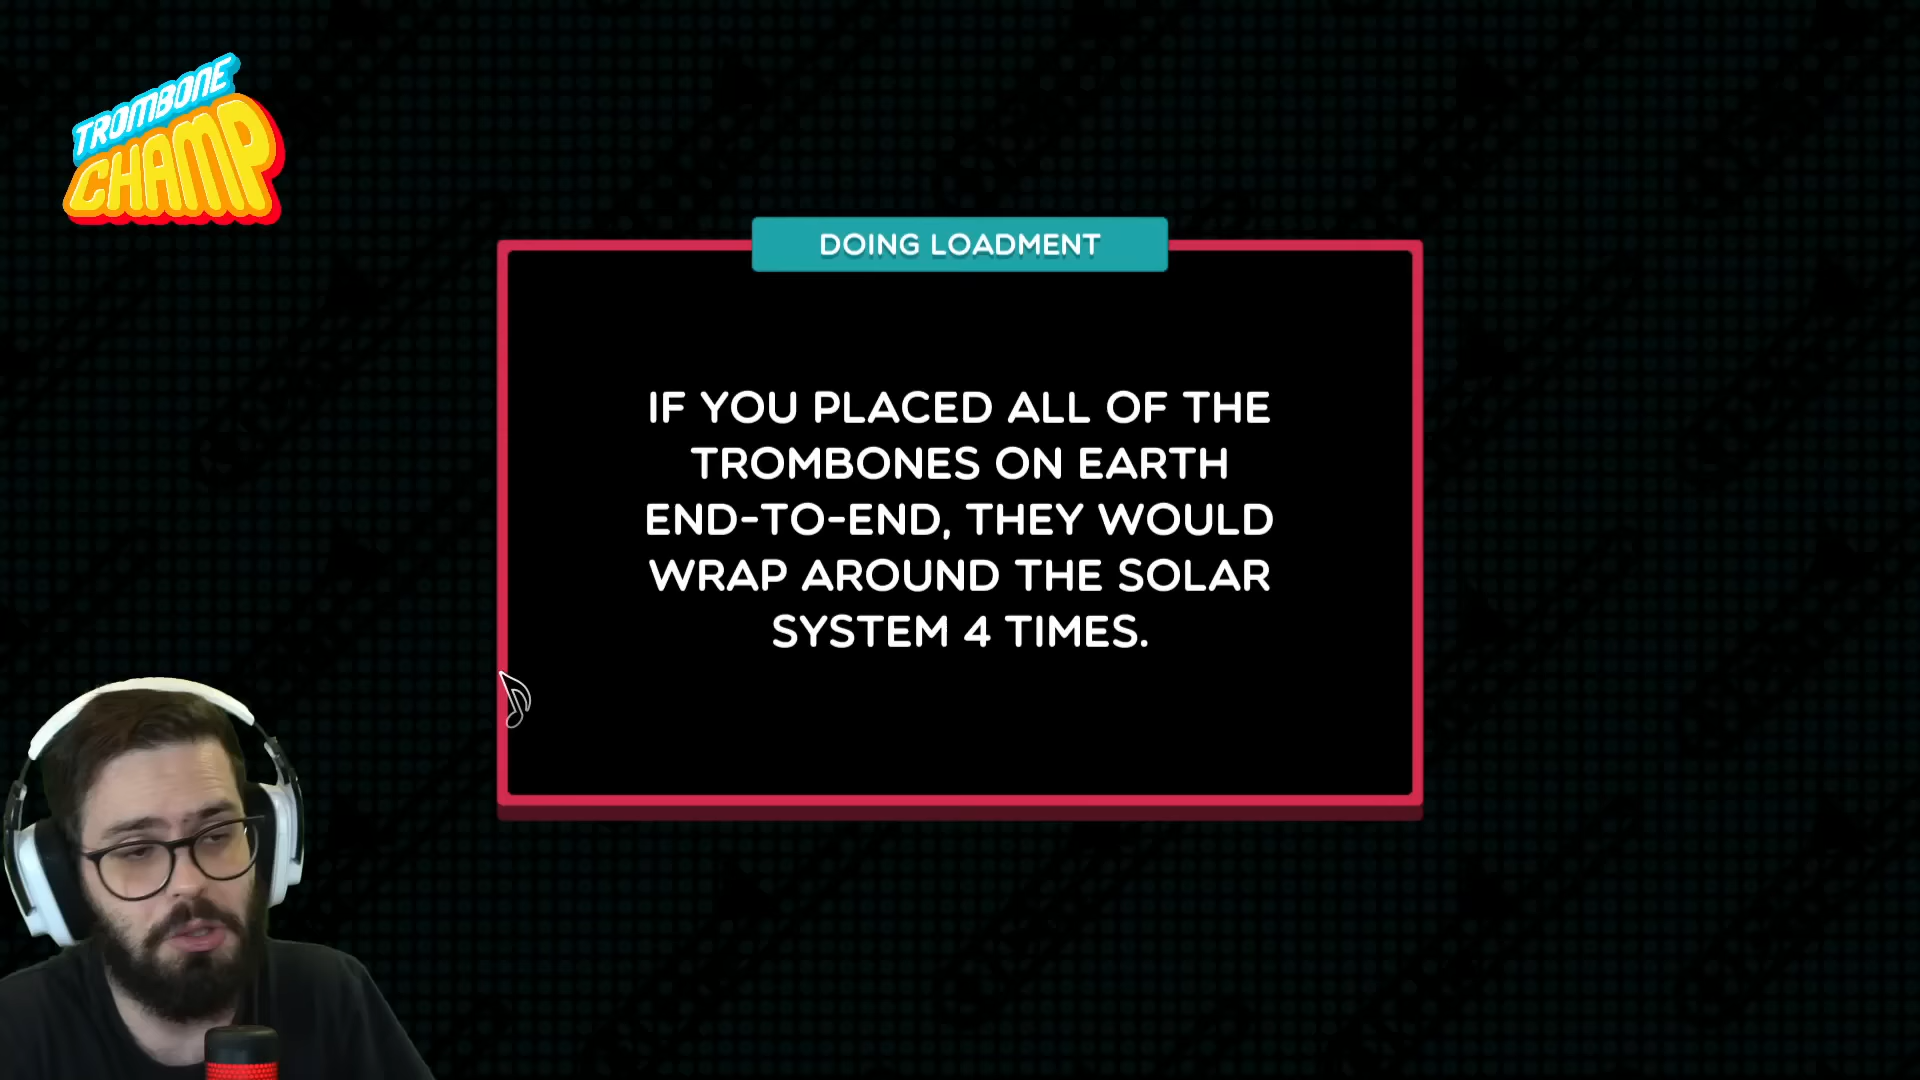 TROMBONE
CHAMP
DOING LOADMENT
IF YOU PLACED ALL OF THE
TROMBONES ON EARTH
END-TO-END, THEY WOULD
WRAP AROUND THE SOLAR
SYSTEM 4 TIMES.